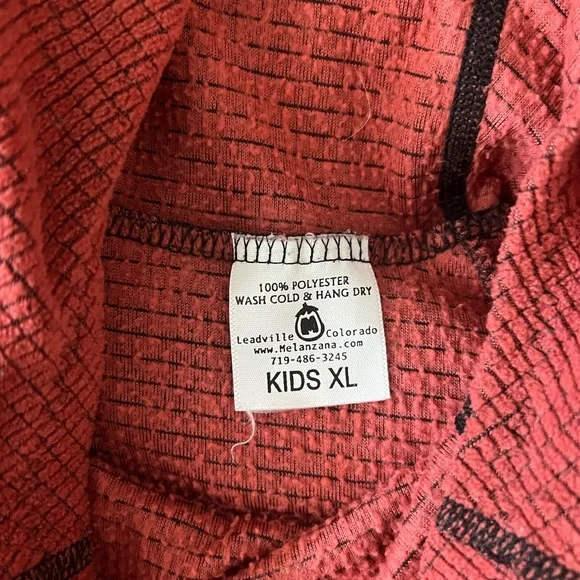 100% POLYESTER
WASH COLD & HANG DRY
Leadville M Colorado
www.Melanzana.com
719-486-3245
KIDS XL